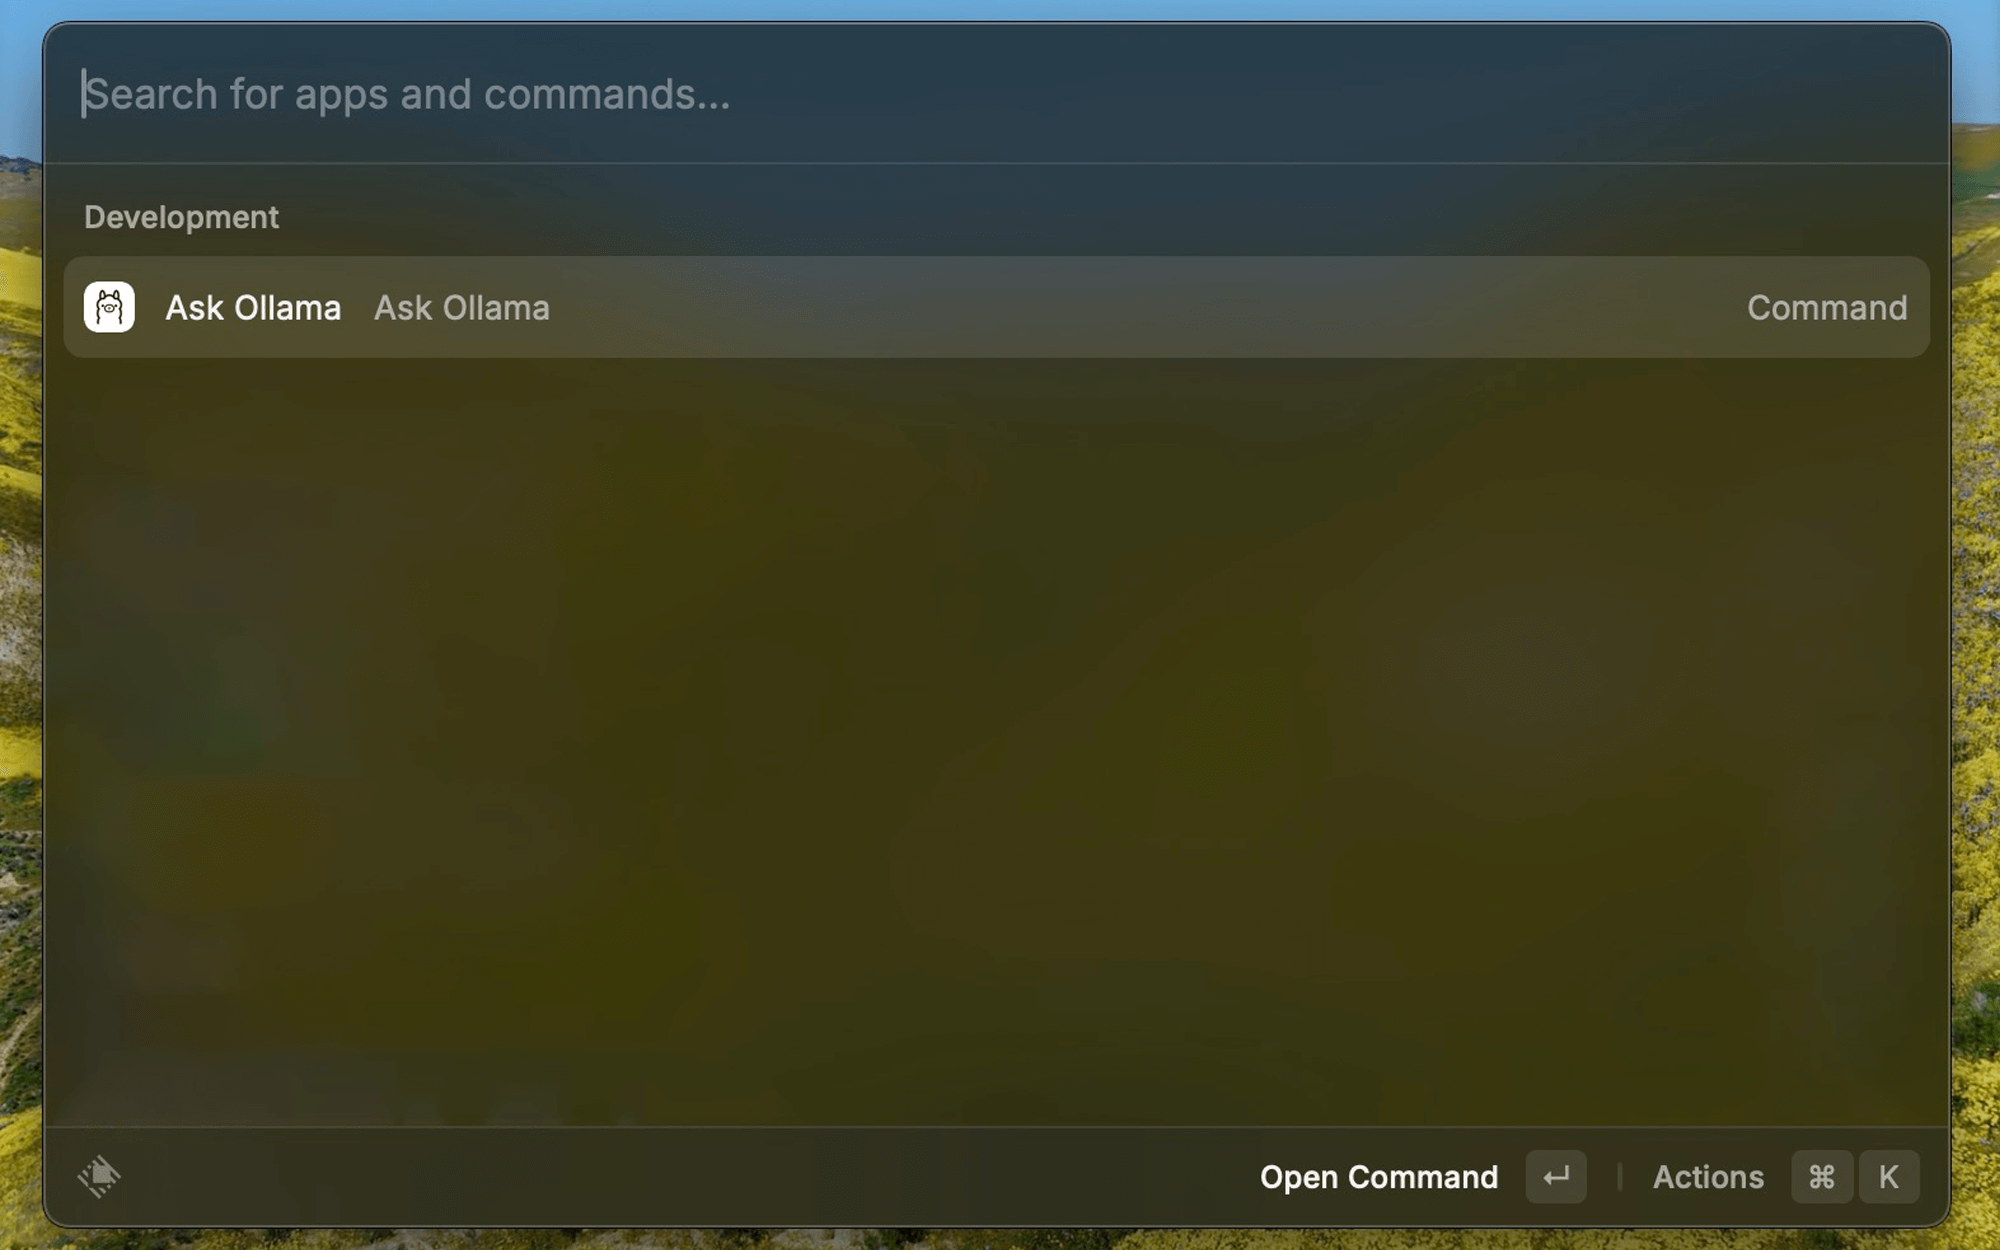 Search for apps and commands...
Development
Ask Ollama Ask Ollama Command
Open Command ↵ Actions ⌘ K